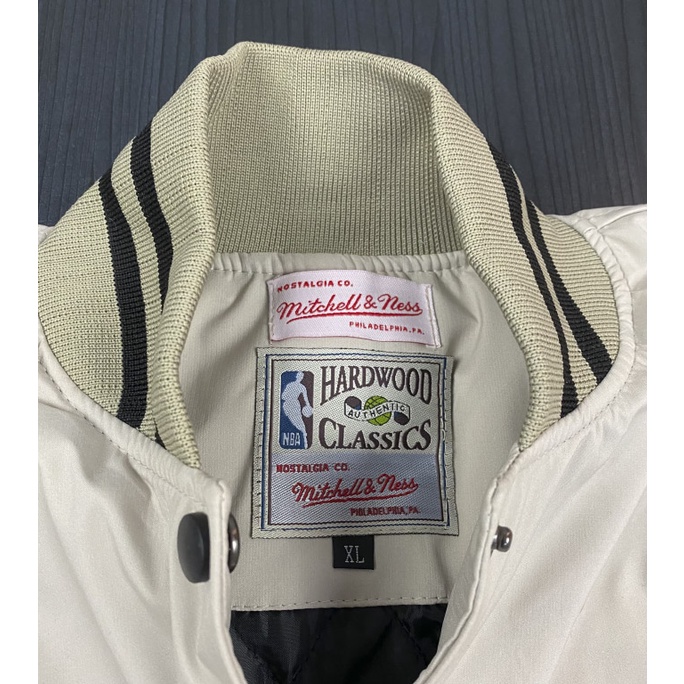 NOSTALGIA CO.
Mitchell & Ness
PHILADELPHIA, PA.
HARDWOOD
AUTHENTIC
CLASSICS
NBA
NOSTALGIA CO.
Mitchell & Ness
PHILADELPHIA, PA.
XL